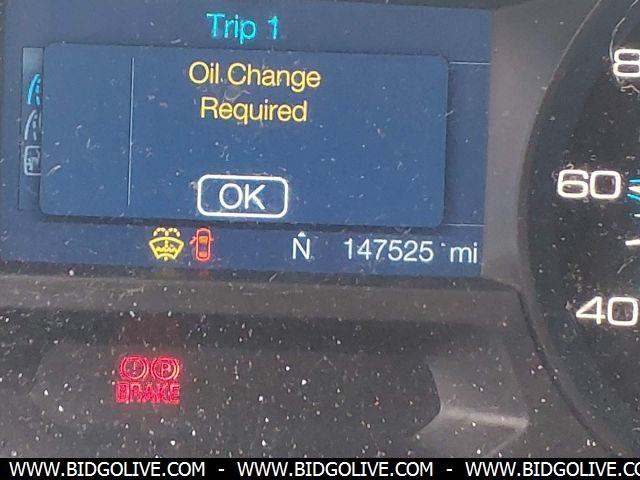 Trip 1
Oil Change
Required
OK
N 147525 mi
80
60
40
(!) (P)
BRAKE
WWW.BIDGOLIVE.COM - WWW.BIDGOLIVE.COM - WWW.BIDGOLIVE.COM